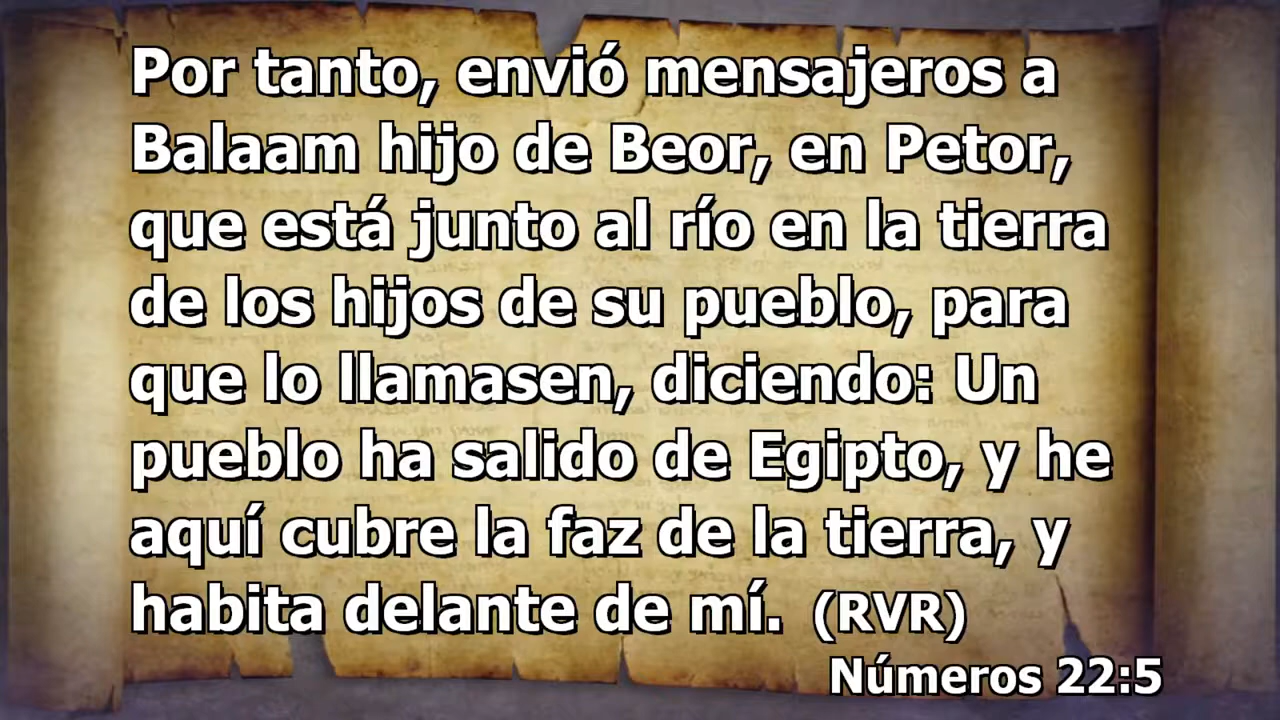 Por tanto, envió mensajeros a
Balaam hijo de Beor, en Petor,
que está junto al río en la tierra
de los hijos de su pueblo, para
que lo llamasen, diciendo: Un
pueblo ha salido de Egipto, y he
aquí cubre la faz de la tierra, y
habita delante de mí. (RVR)
Números 22:5